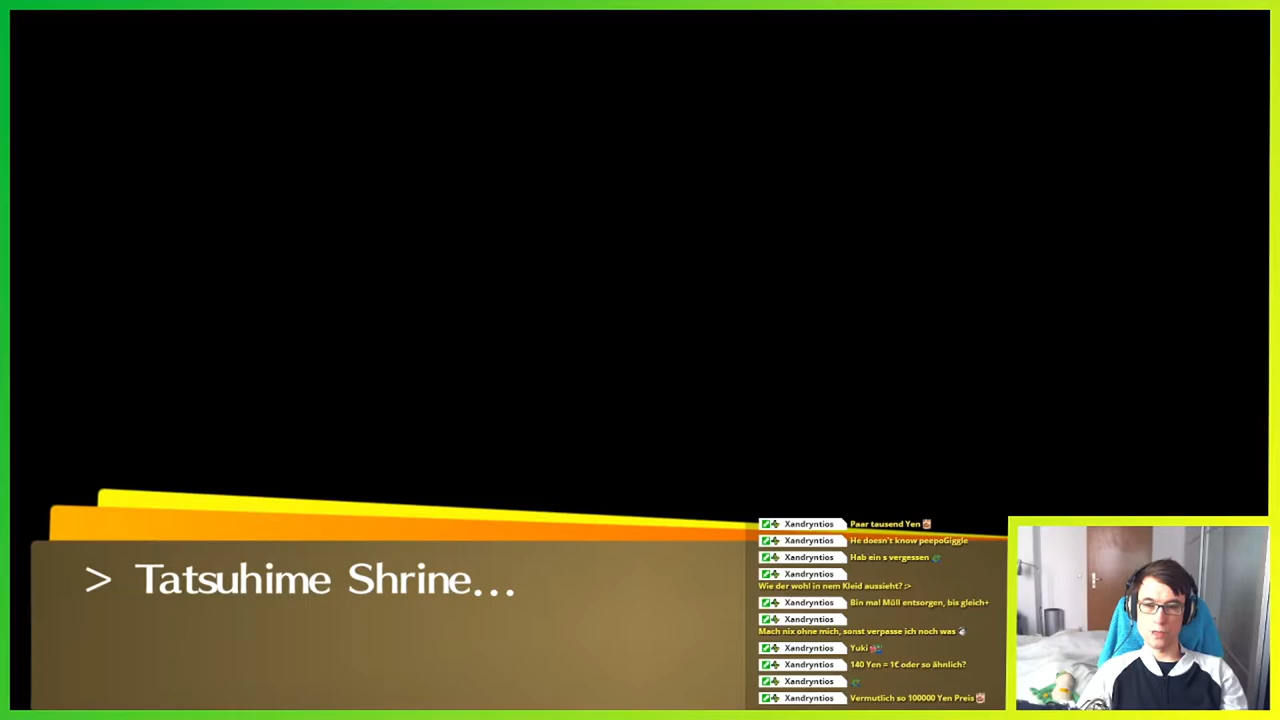 > Tatsuhime Shrine...
Xandryntios Paar tausend Yen
Xandryntios He doesn't know peepoGiggle
Xandryntios Hab ein s vergessen
Xandryntios
Wie der wohl in nem Kleid aussieht? :>
Xandryntios Bin mal Müll entsorgen, bis gleich+
Xandryntios
Mach nix ohne mich, sonst verpasse ich noch was
Xandryntios Yuki
Xandryntios 140 Yen = 1€ oder so ähnlich?
Xandryntios
Xandryntios Vermutlich so 100000 Yen Preis